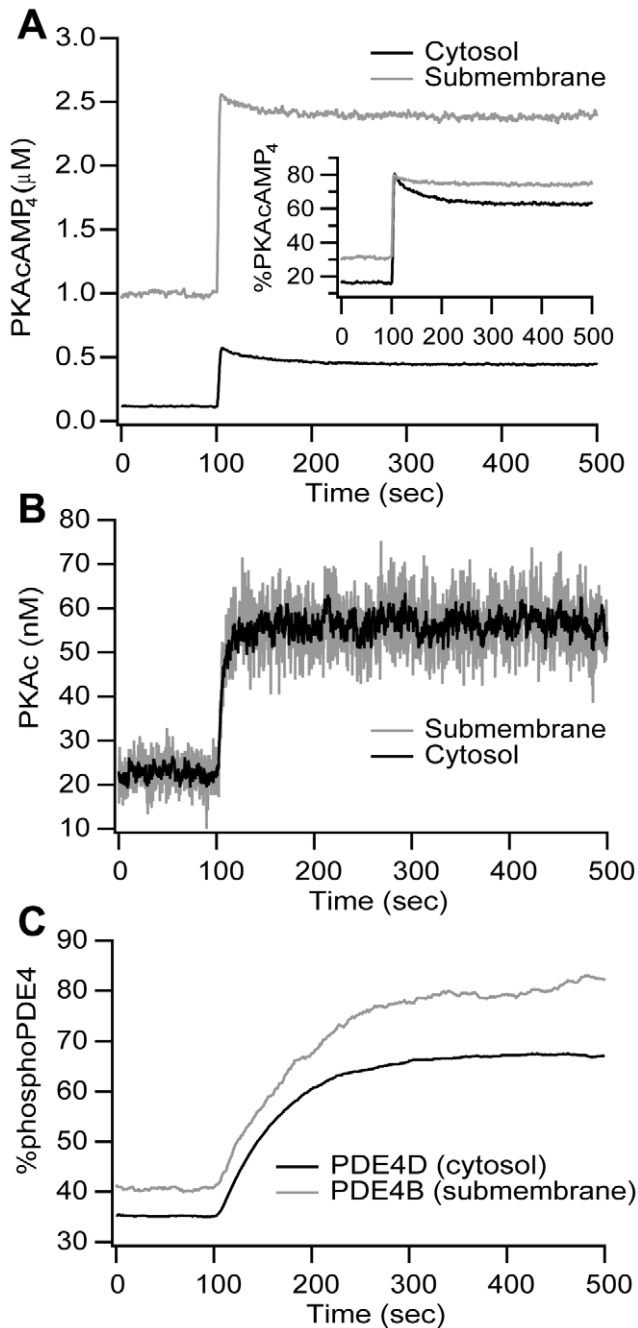 A
3.0
2.5
2.0
1.5
1.0
0.5
0.0
PKAcAMP4(μM)
Cytosol
Submembrane
80
60
40
20
%PKAcAMP4
0 100 200 300 400 500
0 100 200 300 400 500
Time (sec)
B
80
70
60
50
40
30
20
10
PKAc (nM)
Submembrane
Cytosol
0 100 200 300 400 500
Time (sec)
C
90
80
70
60
50
40
30
%phosphoPDE4
PDE4D (cytosol)
PDE4B (submembrane)
0 100 200 300 400 500
Time (sec)